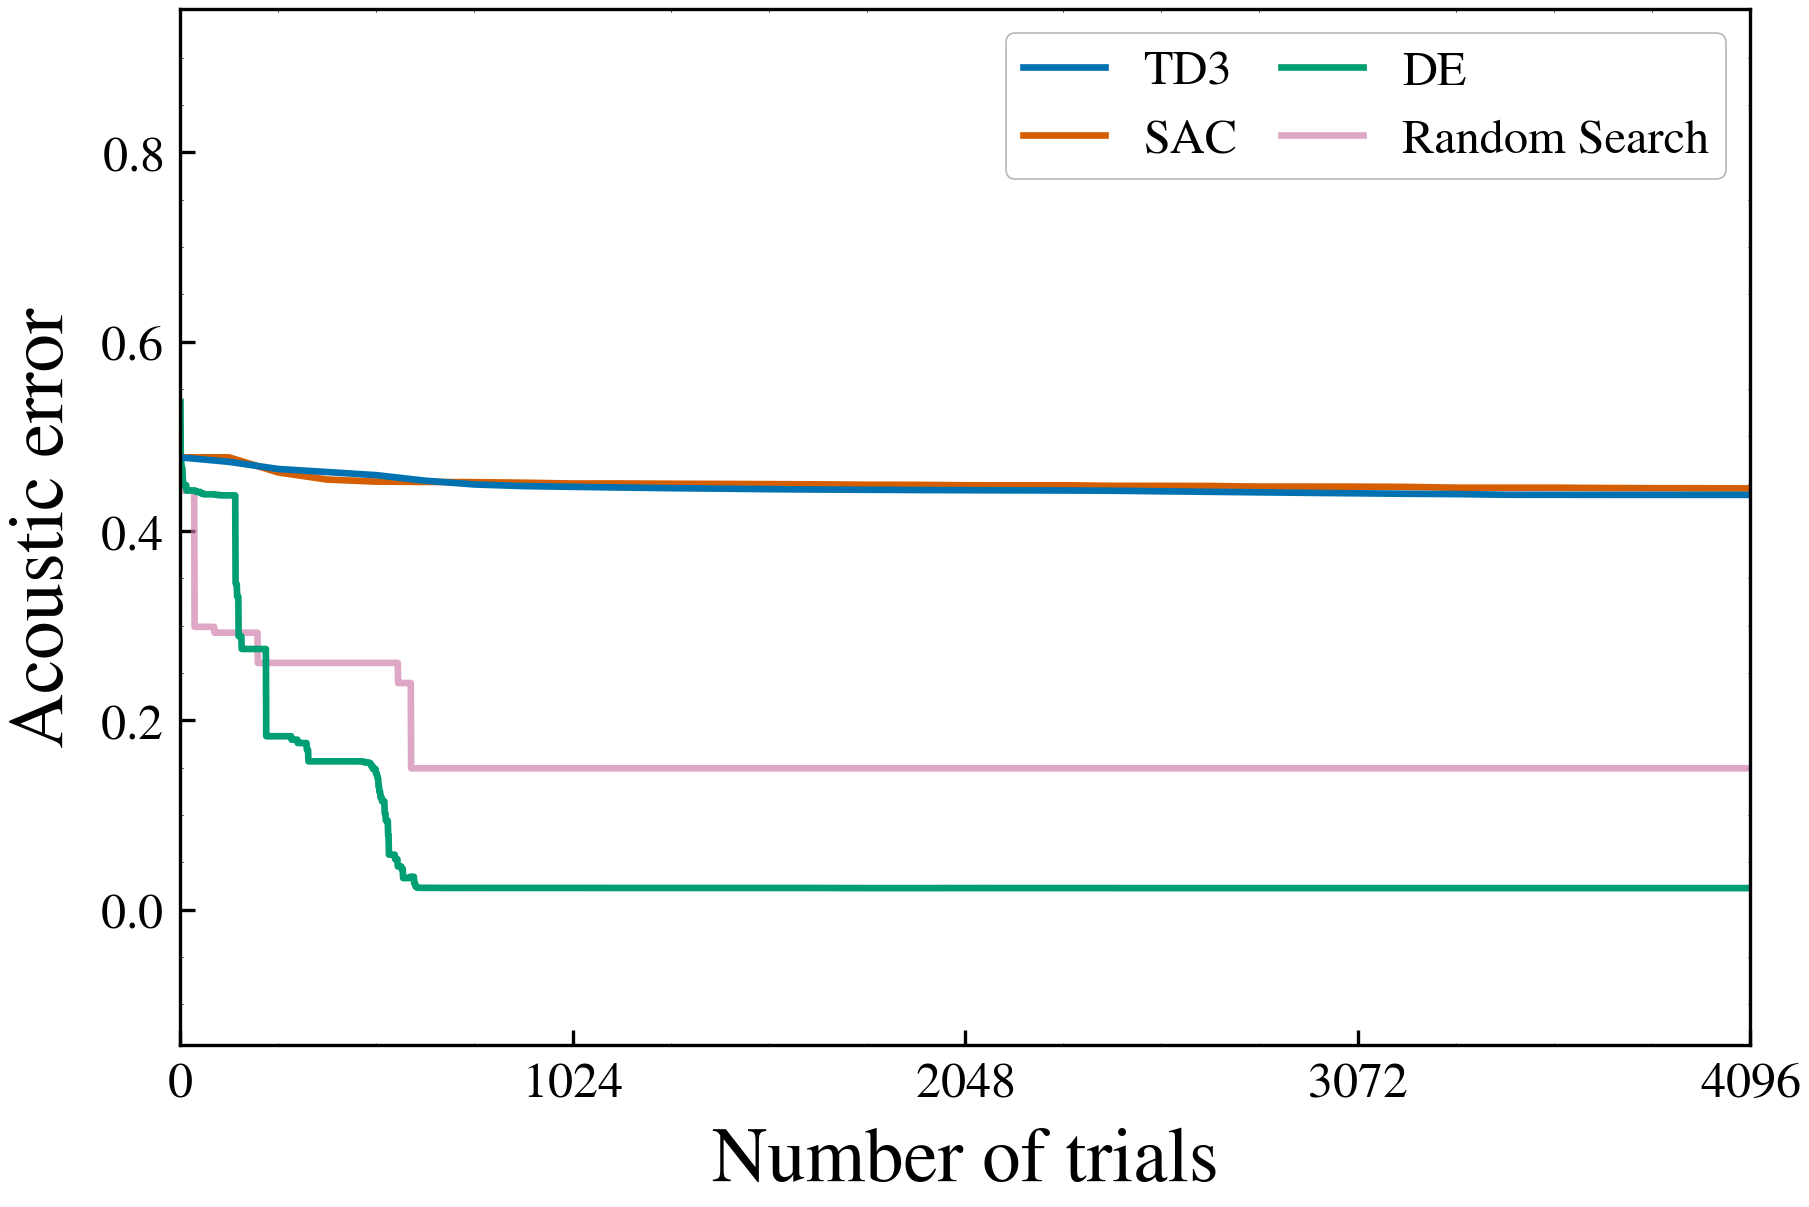 TD3
DE
SAC
Random Search
Acoustic error
0.8
0.6
0.4
0.2
0.0
0
1024
2048
3072
4096
Number of trials